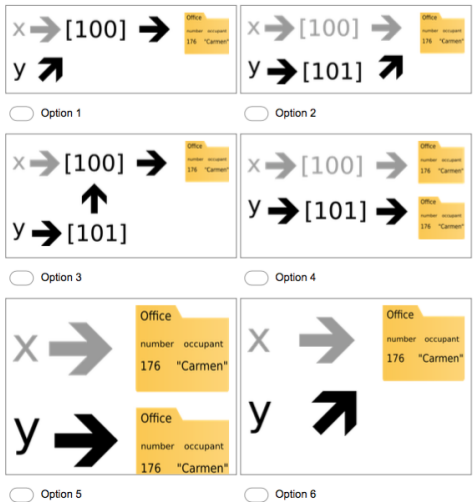 Office
x [100] number occupant
176 "Carmen"
y
Option 1
Office
x [100] number occupant
176 "Carmen"
y [101]
Option 2
Office
x [100] number occupant
176 "Carmen"
y [101]
Option 3
Office
x [100] number occupant
176 "Carmen"
Office
y [101] number occupant
176 "Carmen"
Option 4
Office
x number occupant
176 "Carmen"
Office
y number occupant
176 "Carmen"
Option 5
Office
x number occupant
176 "Carmen"
y
Option 6